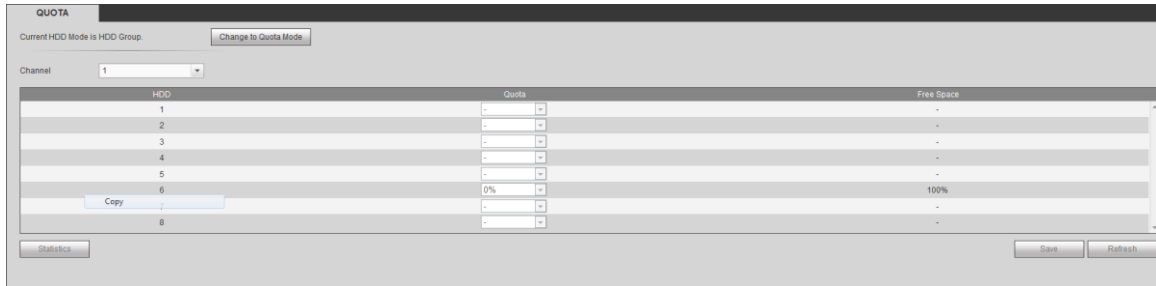 QUOTA
Current HDD Mode is HDD Group. Change to Quota Mode
Channel 1
HDD Quota Free Space
1 - -
2 - -
3 - -
4 - -
5 - -
6 0% 100%
Copy
7 - -
8 - -
Statistics Save Refresh